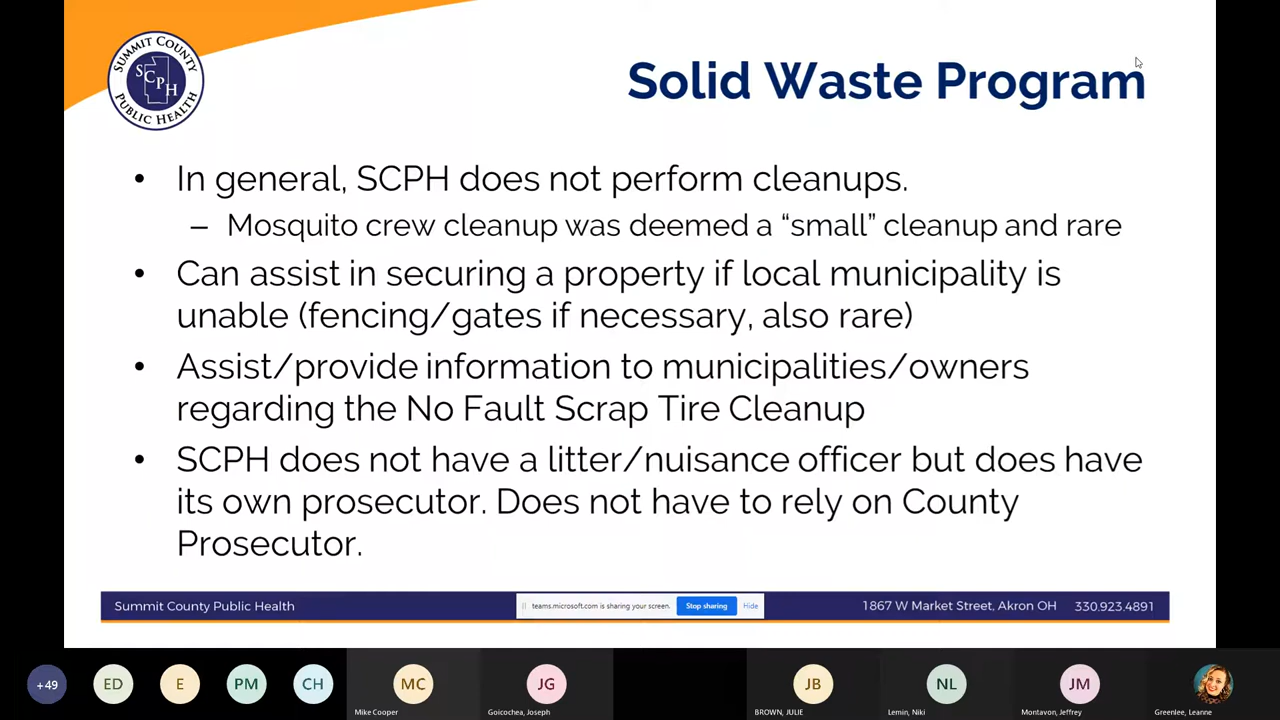 SUMMIT COUNTY
SCPH
PUBLIC HEALTH
Solid Waste Program
• In general, SCPH does not perform cleanups.
– Mosquito crew cleanup was deemed a “small” cleanup and rare
• Can assist in securing a property if local municipality is
unable (fencing/gates if necessary, also rare)
• Assist/provide information to municipalities/owners
regarding the No Fault Scrap Tire Cleanup
• SCPH does not have a litter/nuisance officer but does have
its own prosecutor. Does not have to rely on County
Prosecutor.
Summit County Public Health
teams.microsoft.com is sharing your screen. Stop sharing Hide
1867 W Market Street, Akron OH 330.923.4891
+49 ED E PM CH MC JG JB NL JM
Mike Cooper Goicochea, Joseph BROWN, JULIE Lemin, Niki Montavon, Jeffrey Greenlee, Leanne